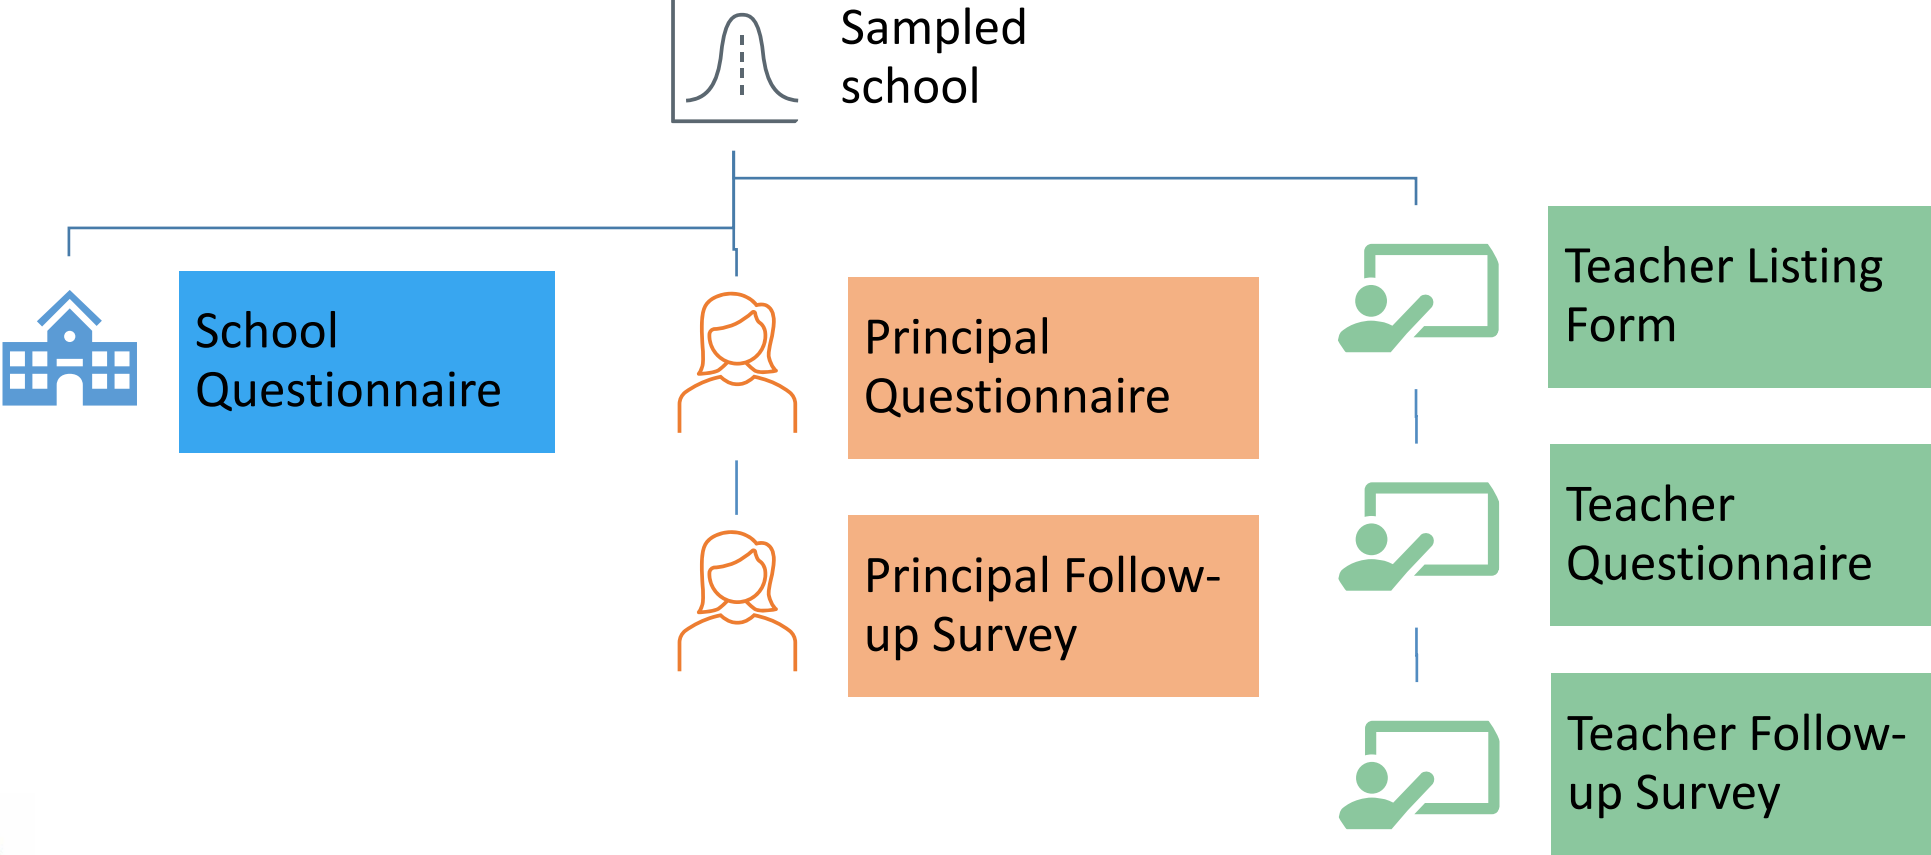 Sampled
school
School
Questionnaire
Principal
Questionnaire
Principal Follow-
up Survey
Teacher Listing
Form
Teacher
Questionnaire
Teacher Follow-
up Survey